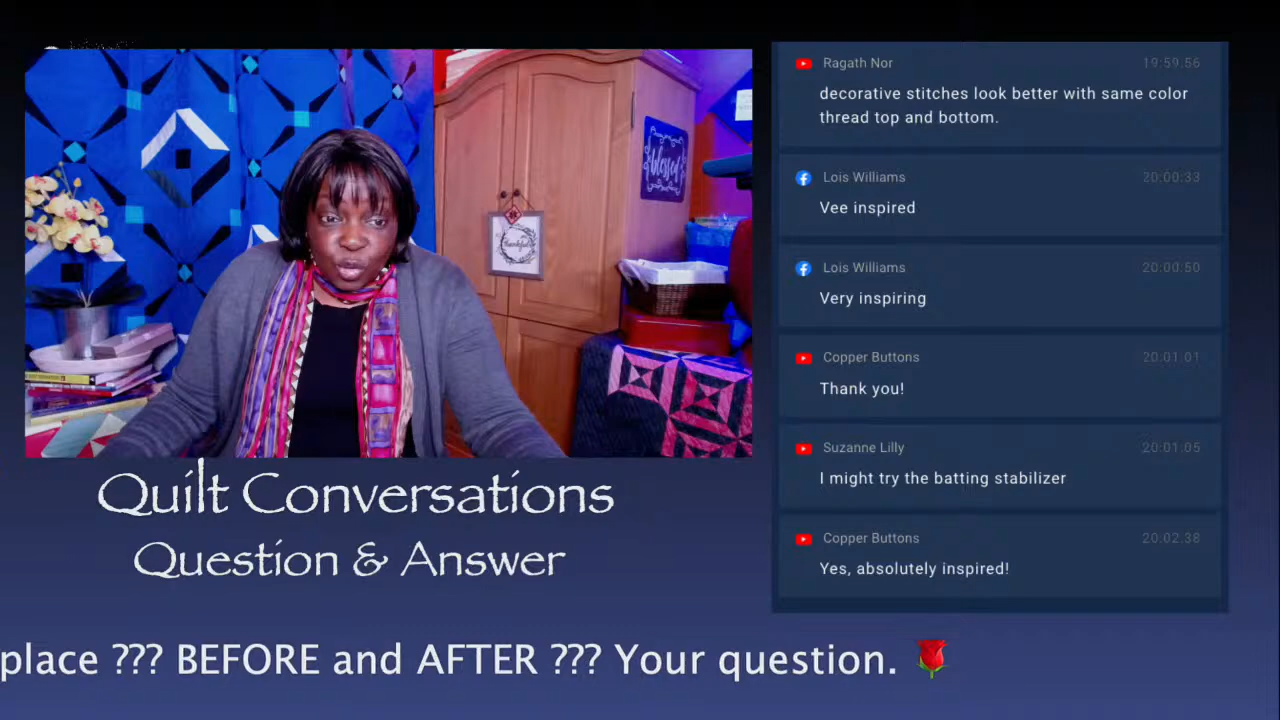 blessed
thankful
Quilt Conversations
Question & Answer
Ragath Nor 19:59.56
decorative stitches look better with same color
thread top and bottom.
Lois Williams 20:00:33
Vee inspired
Lois Williams 20:00:50
Very inspiring
Copper Buttons 20:01.01
Thank you!
Suzanne Lilly 20:01:05
I might try the batting stabilizer
Copper Buttons 20:02.38
Yes, absolutely inspired!
place ??? BEFORE and AFTER ??? Your question. 🌹